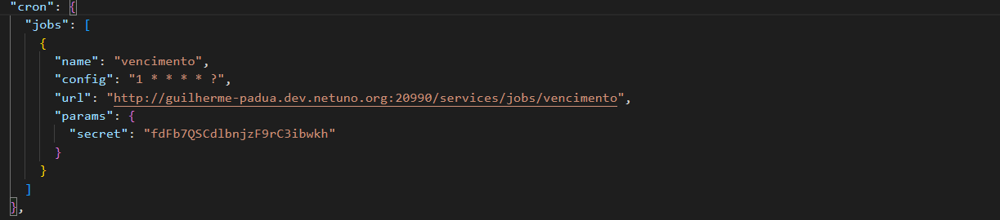 "cron": {
"jobs": [
{
"name": "vencimento",
"config": "1 * * * * ?",
"url": "http://guilherme-padua.dev.netuno.org:20990/services/jobs/vencimento",
"params": {
"secret": "fdFb7QSCdlbnjzF9rC3ibwkh"
}
}
]
},